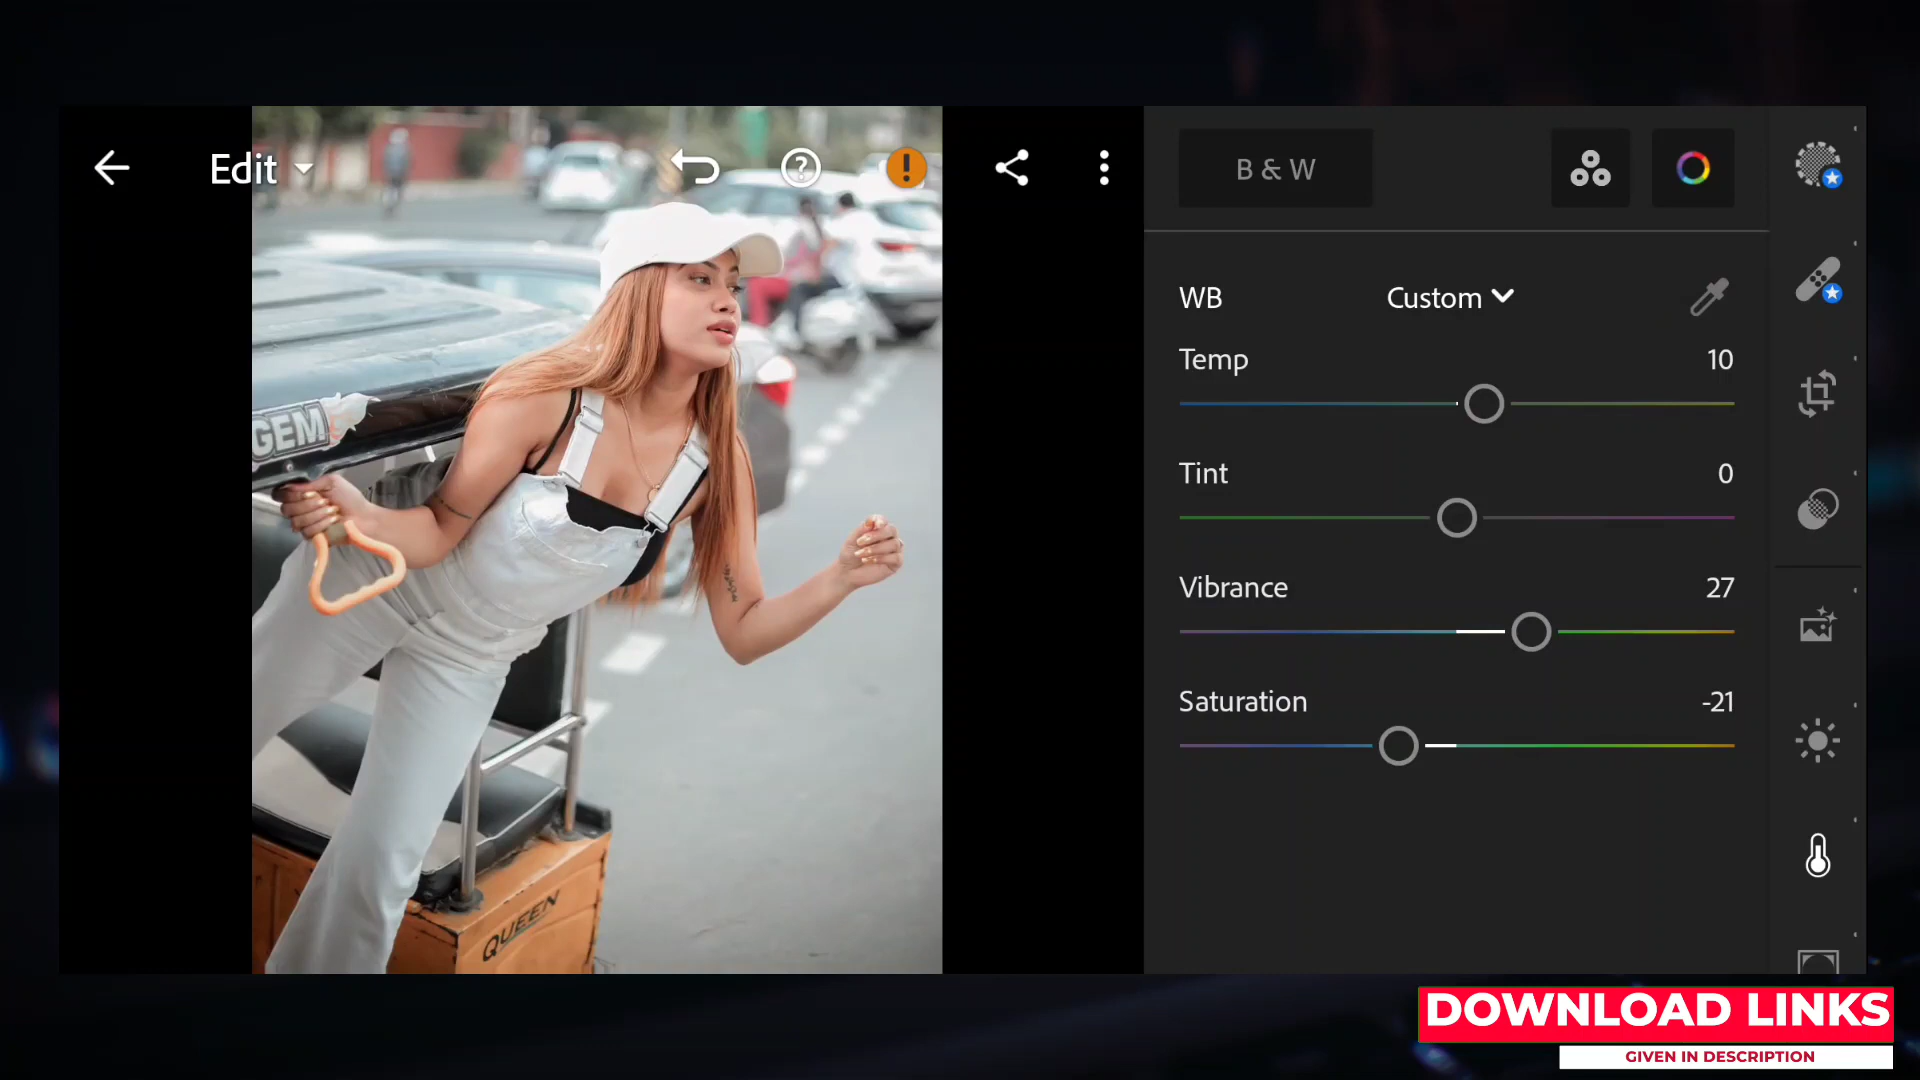 Edit
B & W
WB Custom
Temp 10
Tint 0
Vibrance 27
Saturation -21
GEM
QUEEN
DOWNLOAD LINKS
GIVEN IN DESCRIPTION